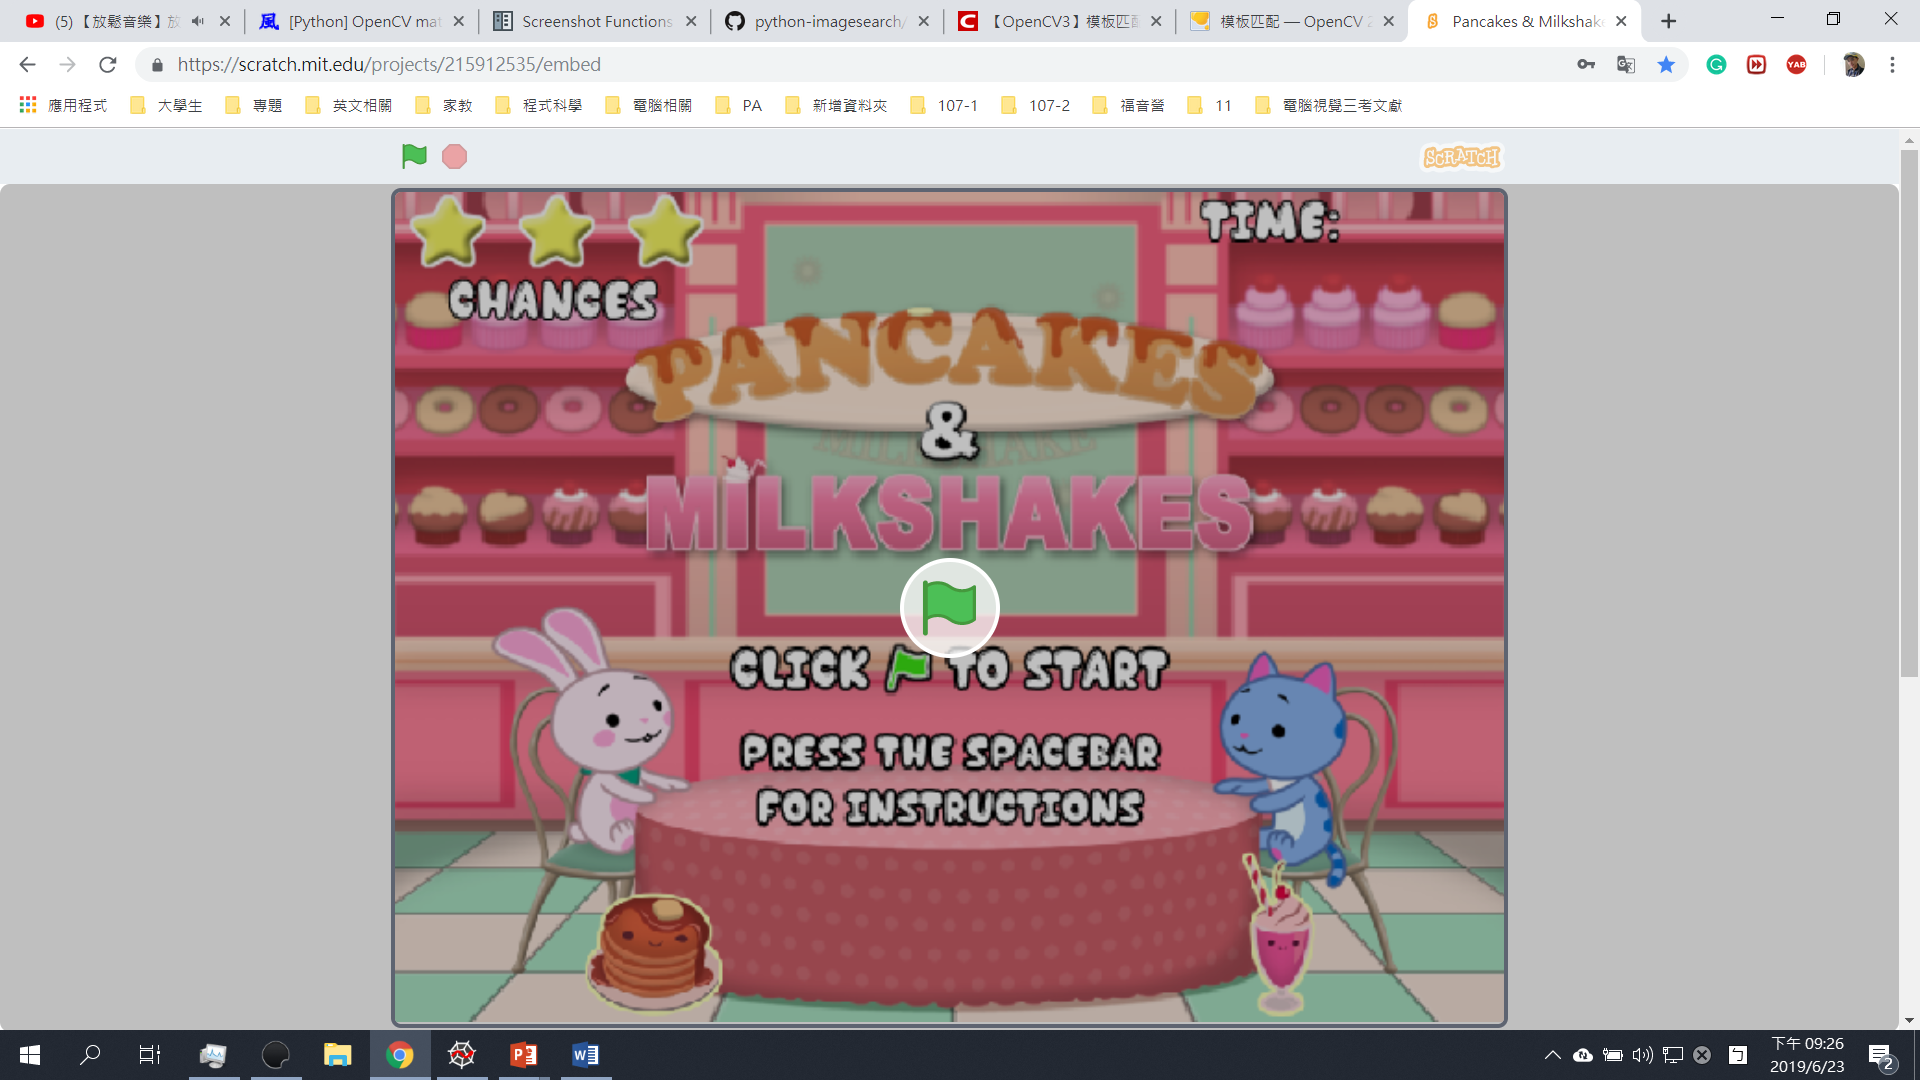 (5)【放鬆音樂】放
[Python] OpenCV mat
Screenshot Functions
python-imagesearch/
【OpenCV3】模板匹配
模板匹配 — OpenCV 2
Pancakes & Milkshake
https://scratch.mit.edu/projects/215912535/embed
應用程式
大學生
專題
英文相關
家教
程式科學
電腦相關
PA
新增資料夾
107-1
107-2
福音營
11
電腦視覺三考文獻
SCRATCH
TIME:
CHANCES
PANCAKES
&
MILKSHAKE
MILKSHAKES
CLICK TO START
PRESS THE SPACEBAR
FOR INSTRUCTIONS
下午 09:26
2019/6/23
2